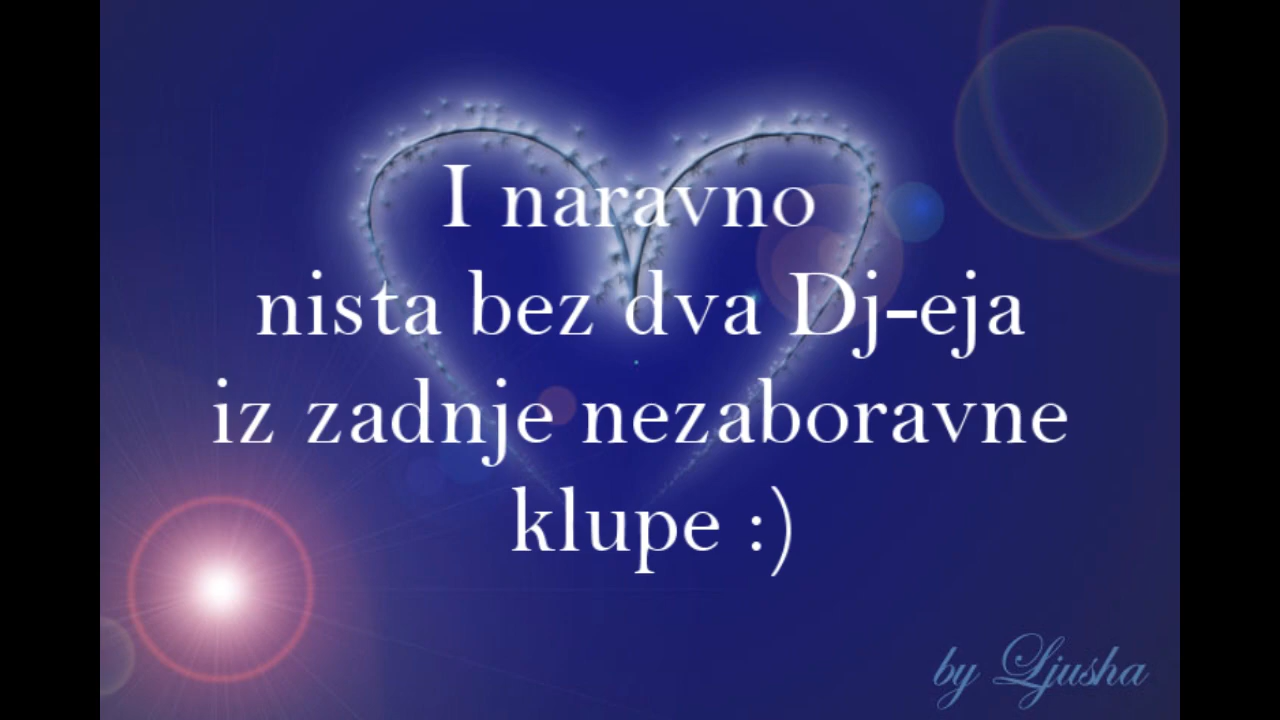 I naravno
nista bez dva Dj-eja
iz zadnje nezaboravne
klupe :)
by Ljusha